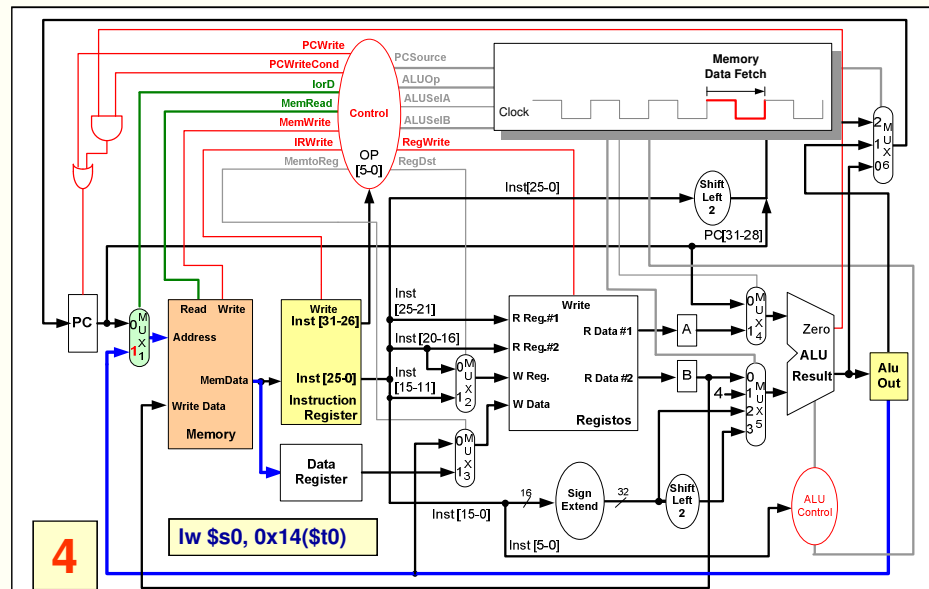 PCWrite
PCWriteCond
IorD
MemRead
MemWrite
IRWrite
MemtoReg
Control
OP
[5-0]
PCSource
ALUOp
ALUSelA
ALUSelB
RegWrite
RegDst
Memory
Data Fetch
Clock
2
1
0
M
U
X
6
Inst[25-0]
Shift
Left
2
PC[31-28]
PC
0
1
M
U
X
1
Read Write
Address
MemData
Write Data
Memory
Write
Inst [31-26]
Inst [25-0]
Instruction
Register
Data
Register
Inst
[25-21]
Inst [20-16]
Inst
[15-11]
0
1
M
U
X
2
0
1
M
U
X
3
Write
R Reg.#1
R Reg.#2
W Reg.
W Data
R Data #1
R Data #2
Registos
A
B
0
1
M
U
X
4
4
0
1
2
3
M
U
X
5
Zero
ALU
Result
Alu
Out
Inst [15-0]
16
Sign
Extend
32
Shift
Left
2
Inst [5-0]
ALU
Control
4
lw $s0, 0x14($t0)